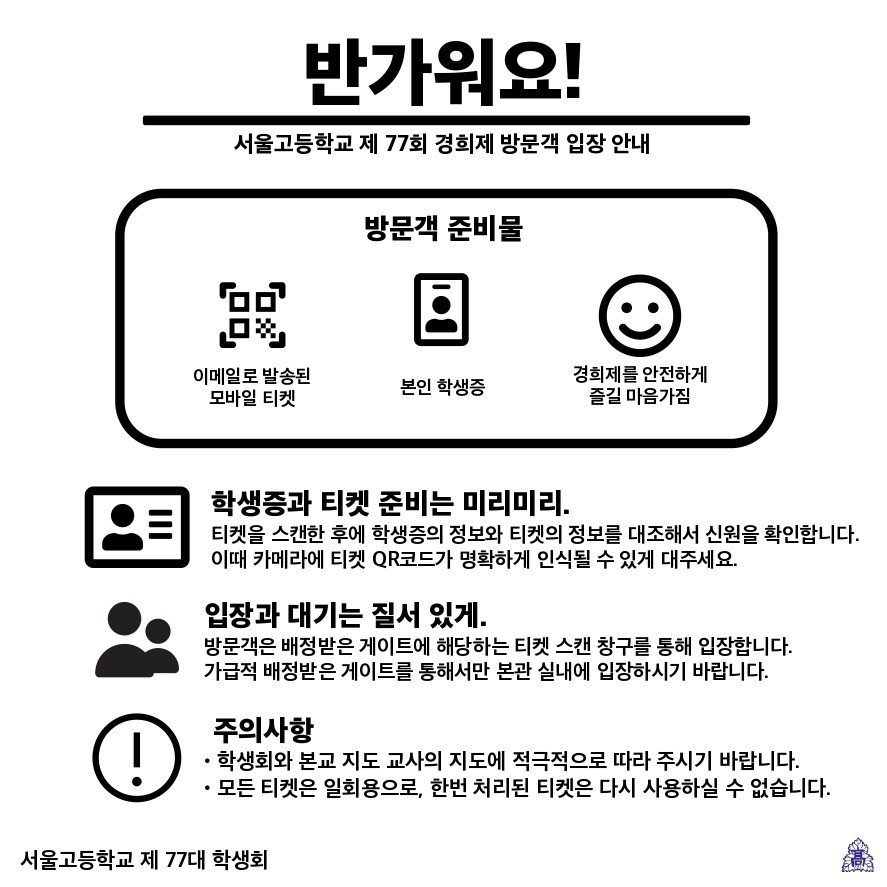 반가워요!
서울고등학교 제 77회 경희제 방문객 입장 안내
방문객 준비물
이메일로 발송된
모바일 티켓
본인 학생증
경희제를 안전하게
즐길 마음가짐
학생증과 티켓 준비는 미리미리.
티켓을 스캔한 후에 학생증의 정보와 티켓의 정보를 대조해서 신원을 확인합니다.
이때 카메라에 티켓 QR코드가 명확하게 인식될 수 있게 대주세요.
입장과 대기는 질서 있게.
방문객은 배정받은 게이트에 해당하는 티켓 스캔 창구를 통해 입장합니다.
가급적 배정받은 게이트를 통해서만 본관 실내에 입장하시기 바랍니다.
주의사항
• 학생회와 본교 지도 교사의 지도에 적극적으로 따라 주시기 바랍니다.
• 모든 티켓은 일회용으로, 한번 처리된 티켓은 다시 사용하실 수 없습니다.
서울고등학교 제 77대 학생회
高